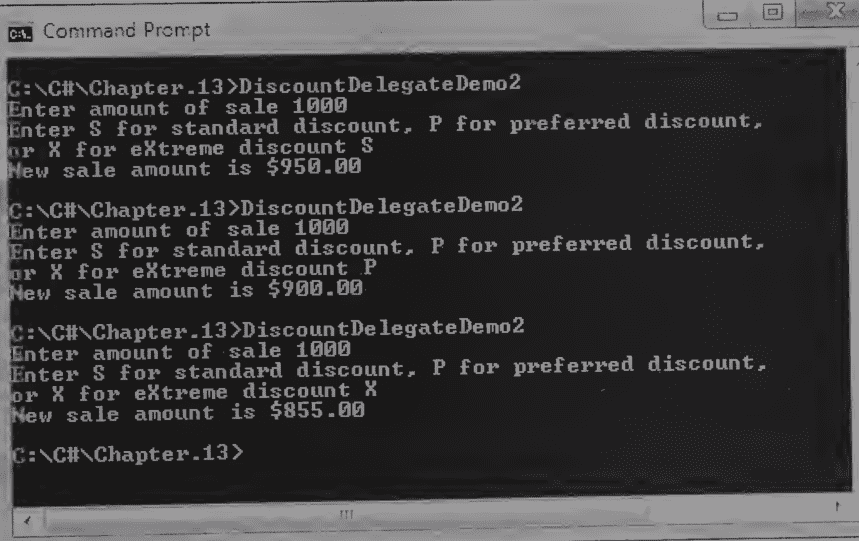 C:\. Command Prompt
C:\C#\Chapter.13>DiscountDelegateDemo2
Enter amount of sale 1000
Enter S for standard discount, P for preferred discount,
or X for eXtreme discount S
New sale amount is $950.00
C:\C#\Chapter.13>DiscountDelegateDemo2
Enter amount of sale 1000
Enter S for standard discount, P for preferred discount,
or X for eXtreme discount P
New sale amount is $900.00
C:\C#\Chapter.13>DiscountDelegateDemo2
Enter amount of sale 1000
Enter S for standard discount, P for preferred discount,
or X for eXtreme discount X
New sale amount is $855.00
C:\C#\Chapter.13>